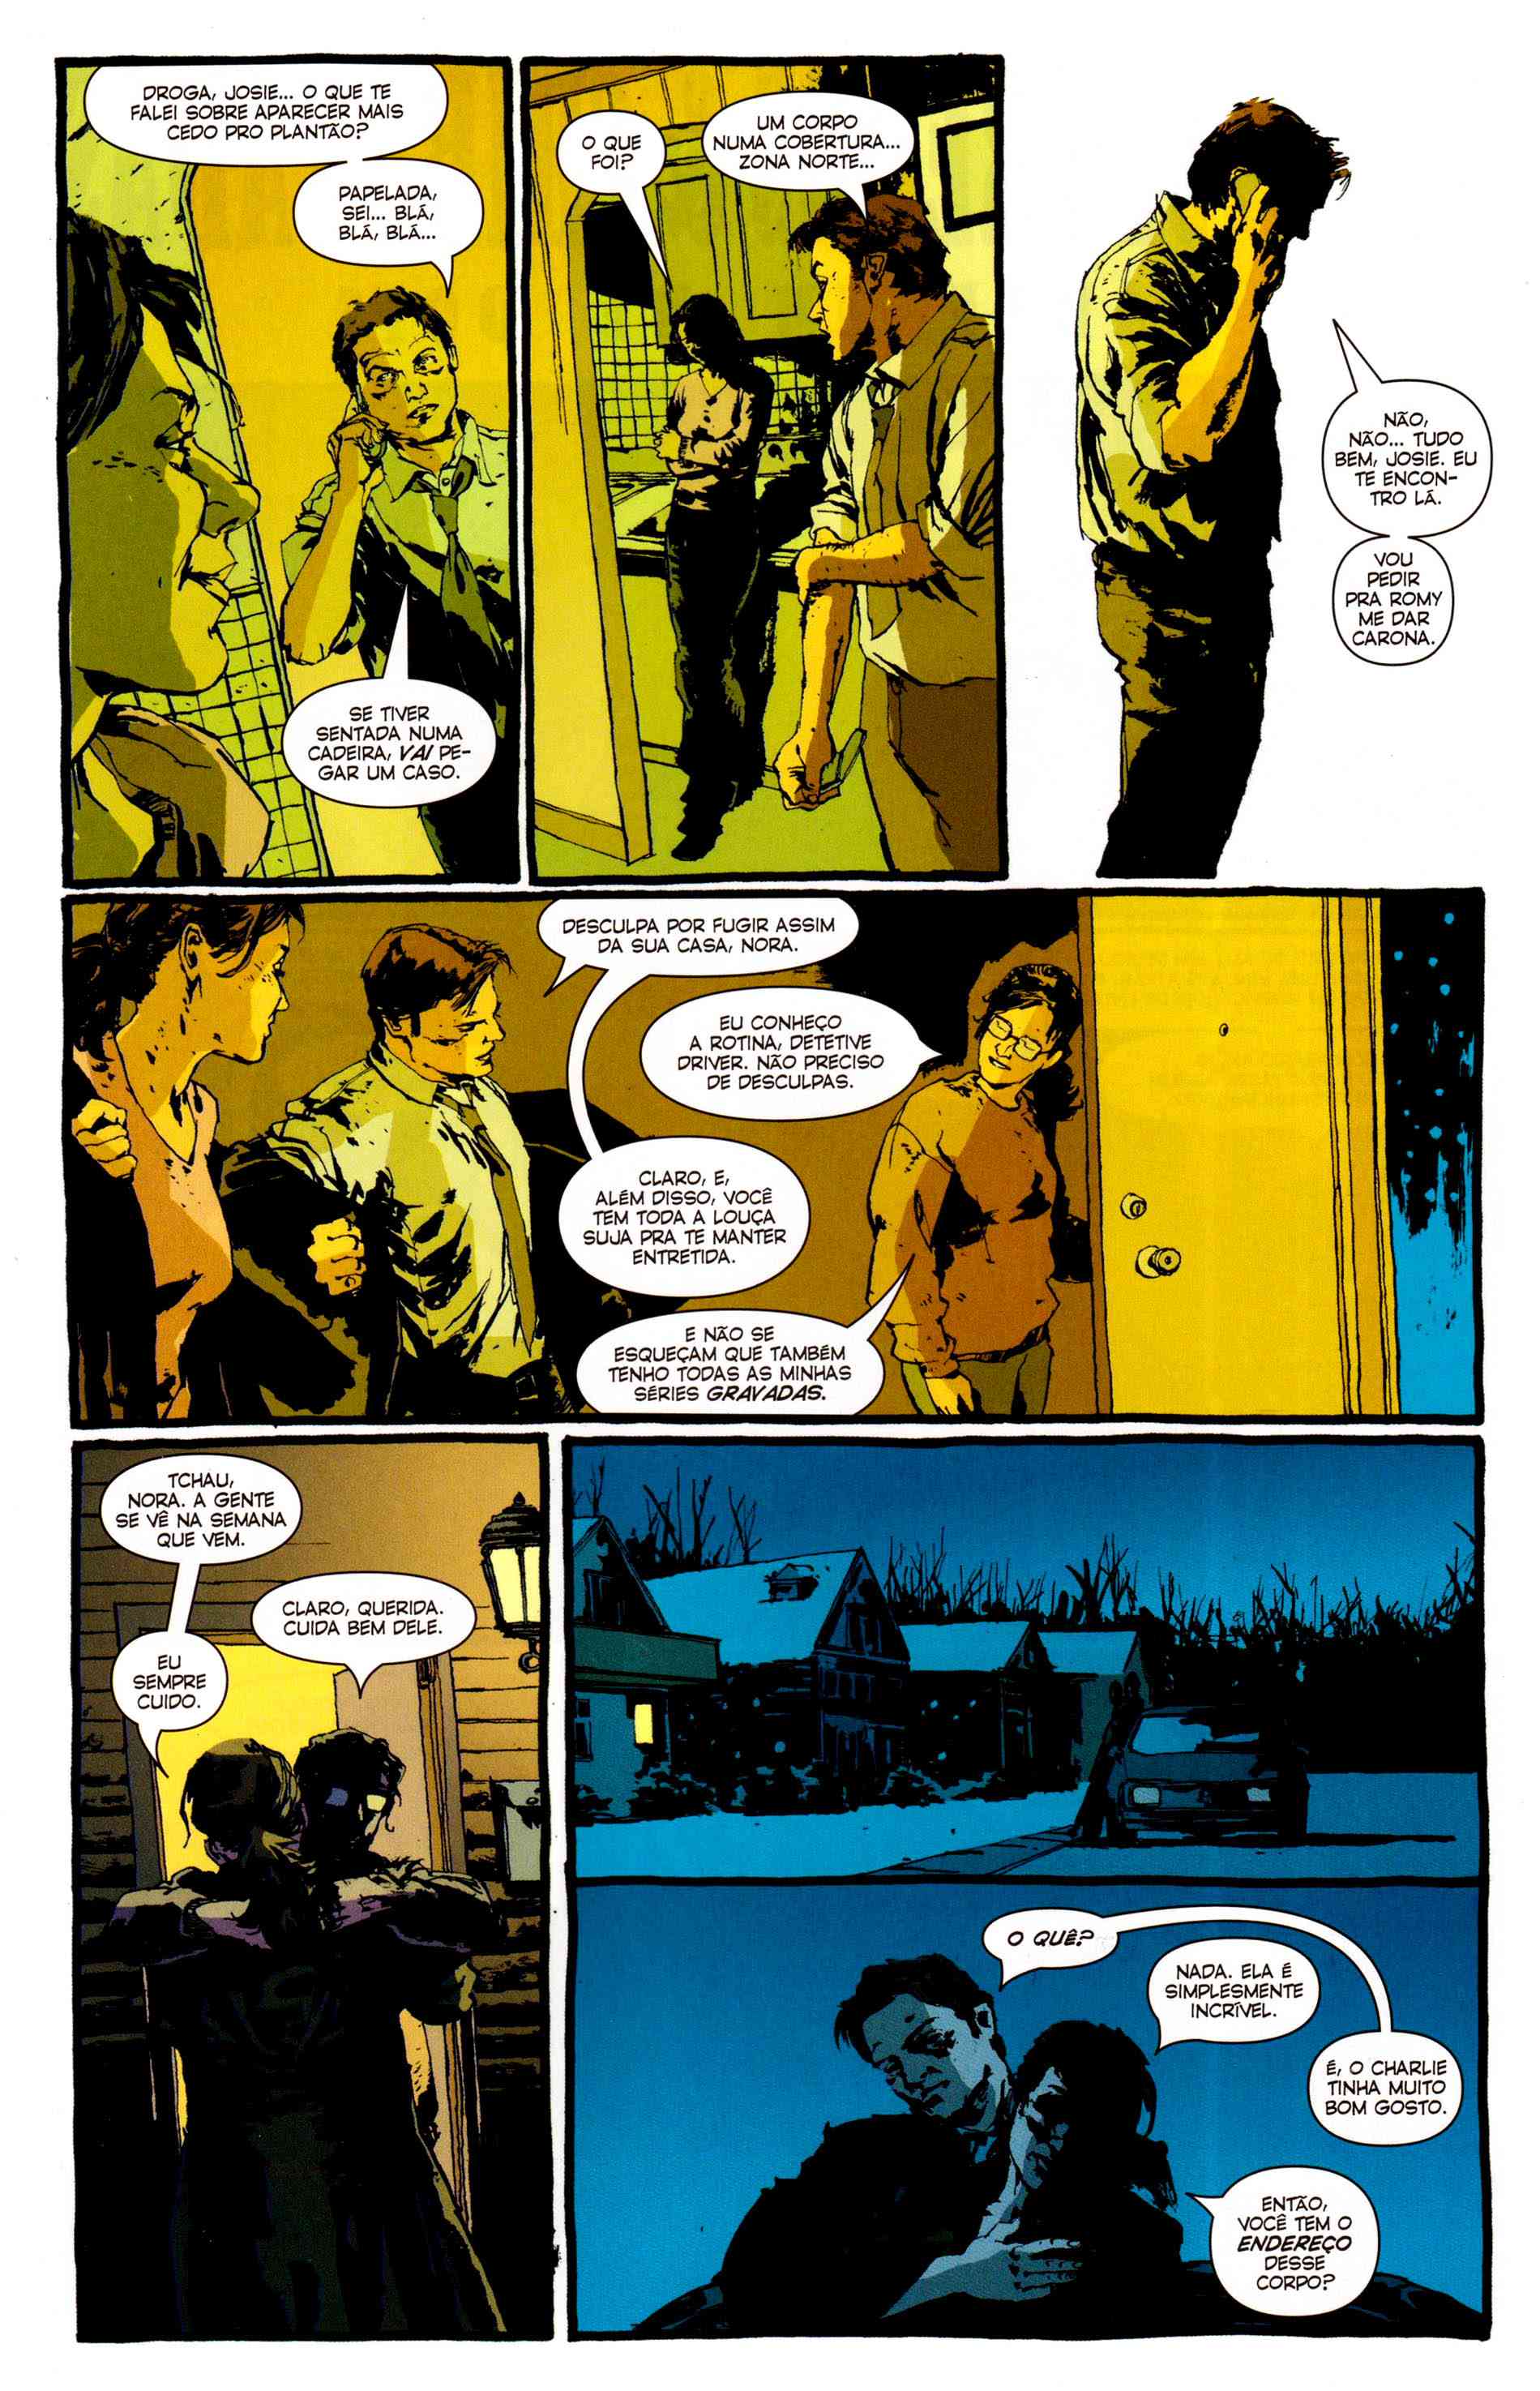 DROGA, JOSIE... O QUE TE
FALEI SOBRE APARECER MAIS
CEDO PRO PLANTÃO?
PAPELADA,
SEI... BLÁ,
BLÁ, BLÁ...
SE TIVER
SENTADA NUMA
CADEIRA, VAI PE-
GAR UM CASO.
O QUE
FOI?
UM CORPO
NUMA COBERTURA...
ZONA NORTE...
NÃO,
NÃO... TUDO
BEM, JOSIE. EU
TE ENCON-
TRO LÁ.
VOU
PEDIR
PRA ROMY
ME DAR
CARONA.
DESCULPA POR FUGIR ASSIM
DA SUA CASA, NORA.
EU CONHEÇO
A ROTINA, DETETIVE
DRIVER. NÃO PRECISO
DE DESCULPAS.
CLARO, E,
ALÉM DISSO, VOCÊ
TEM TODA A LOUÇA
SUJA PRA TE MANTER
ENTRETIDA.
E NÃO SE
ESQUEÇAM QUE TAMBÉM
TENHO TODAS AS MINHAS
SÉRIES GRAVADAS.
TCHAU,
NORA. A GENTE
SE VÊ NA SEMANA
QUE VEM.
CLARO, QUERIDA.
CUIDA BEM DELE.
EU
SEMPRE
CUIDO.
O QUÊ?
NADA. ELA É
SIMPLESMENTE
INCRÍVEL.
É, O CHARLIE
TINHA MUITO
BOM GOSTO.
ENTÃO,
VOCÊ TEM O
ENDEREÇO
DESSE
CORPO?